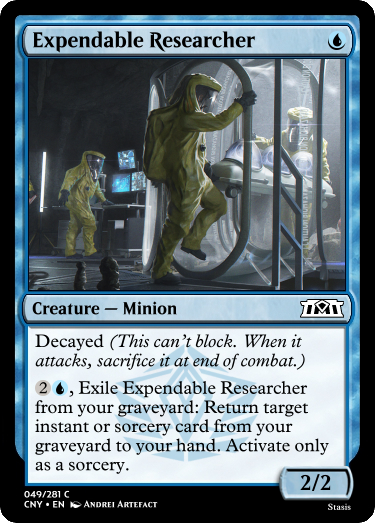 Expendable Researcher
Creature — Minion
Decayed (This can't block. When it
attacks, sacrifice it at end of combat.)
2, Exile Expendable Researcher
from your graveyard: Return target
instant or sorcery card from your
graveyard to your hand. Activate only
as a sorcery.
2/2
049/281 C
CNY • EN Andrei Artefact
Stasis